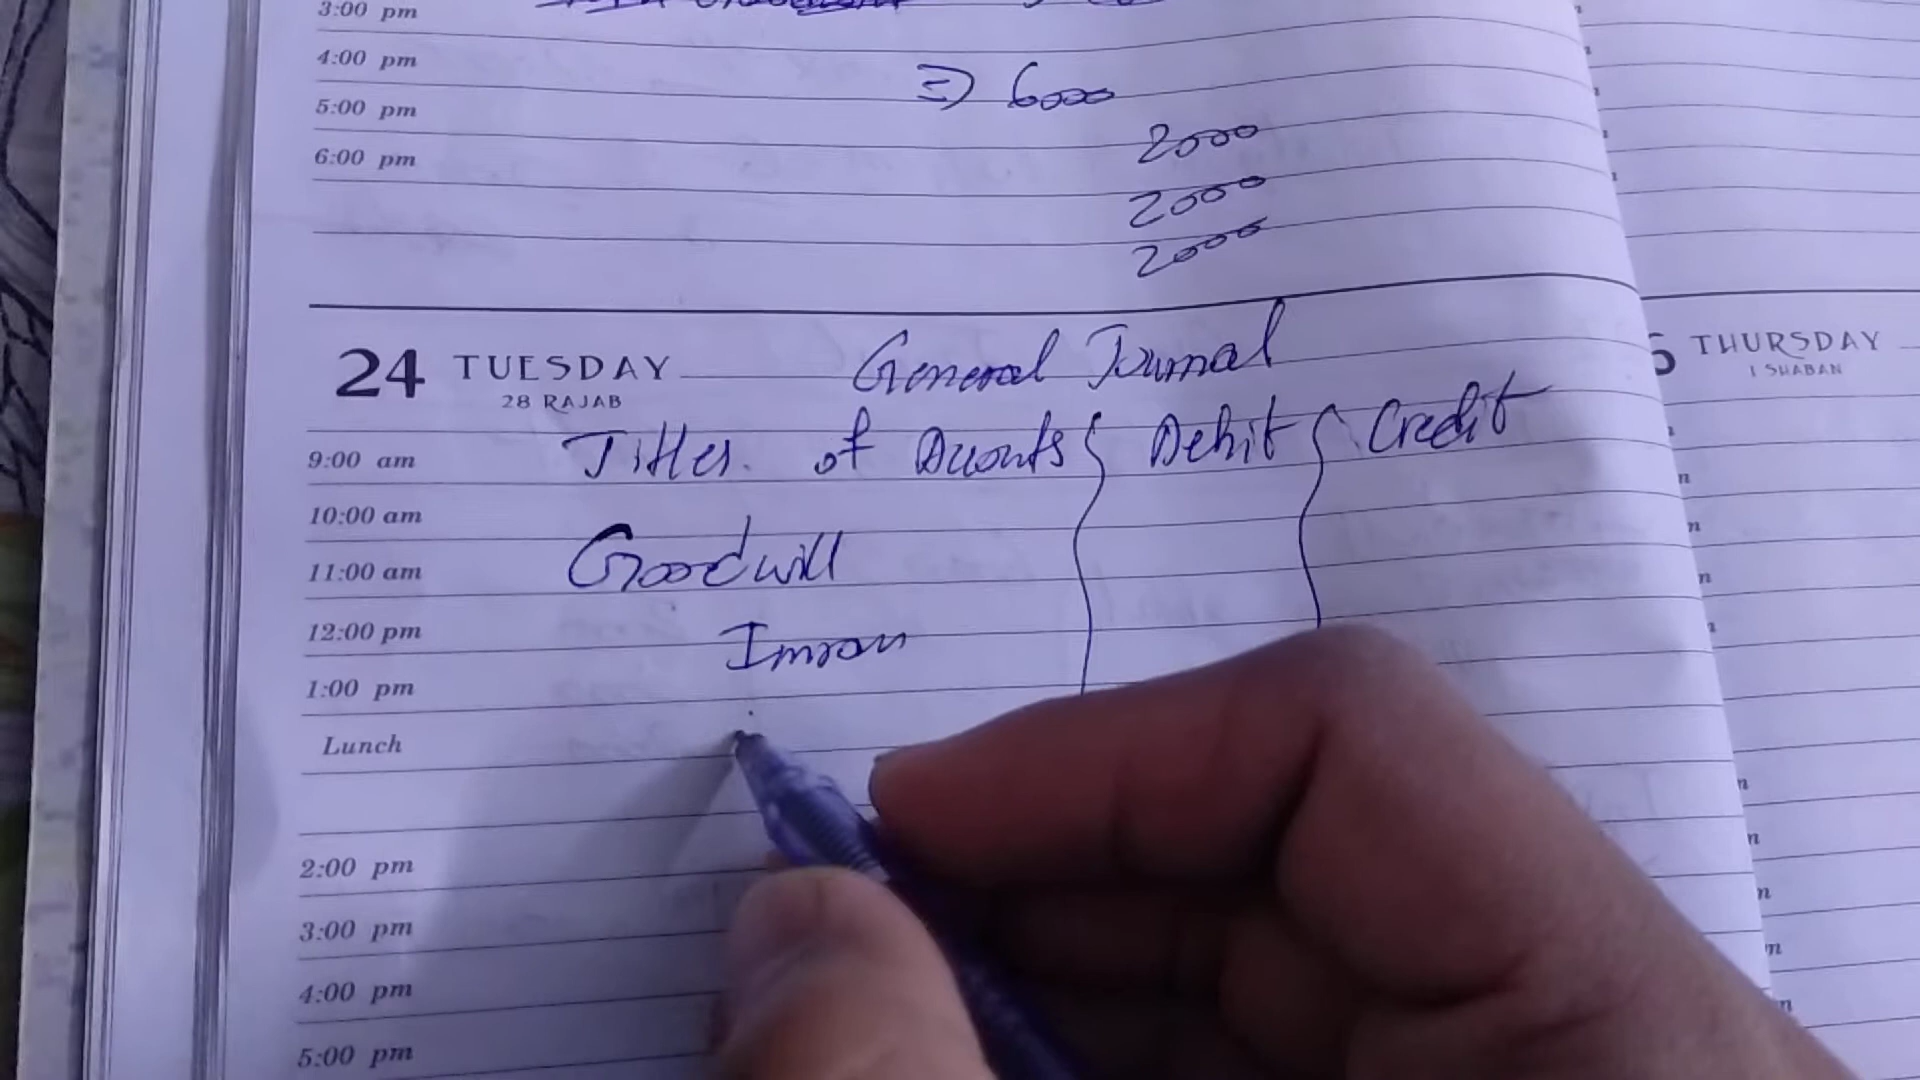 3:00 pm
4:00 pm
=) 6000
5:00 pm
2000
6:00 pm
2000
2000
24 TUESDAY
28 RAJAB
General Journal
THURSDAY
1 SHABAN
Titles. of Accounts Debit Credit
9:00 am
10:00 am
Goodwill
11:00 am
12:00 pm
Imran
1:00 pm
Lunch
2:00 pm
3:00 pm
4:00 pm
5:00 pm